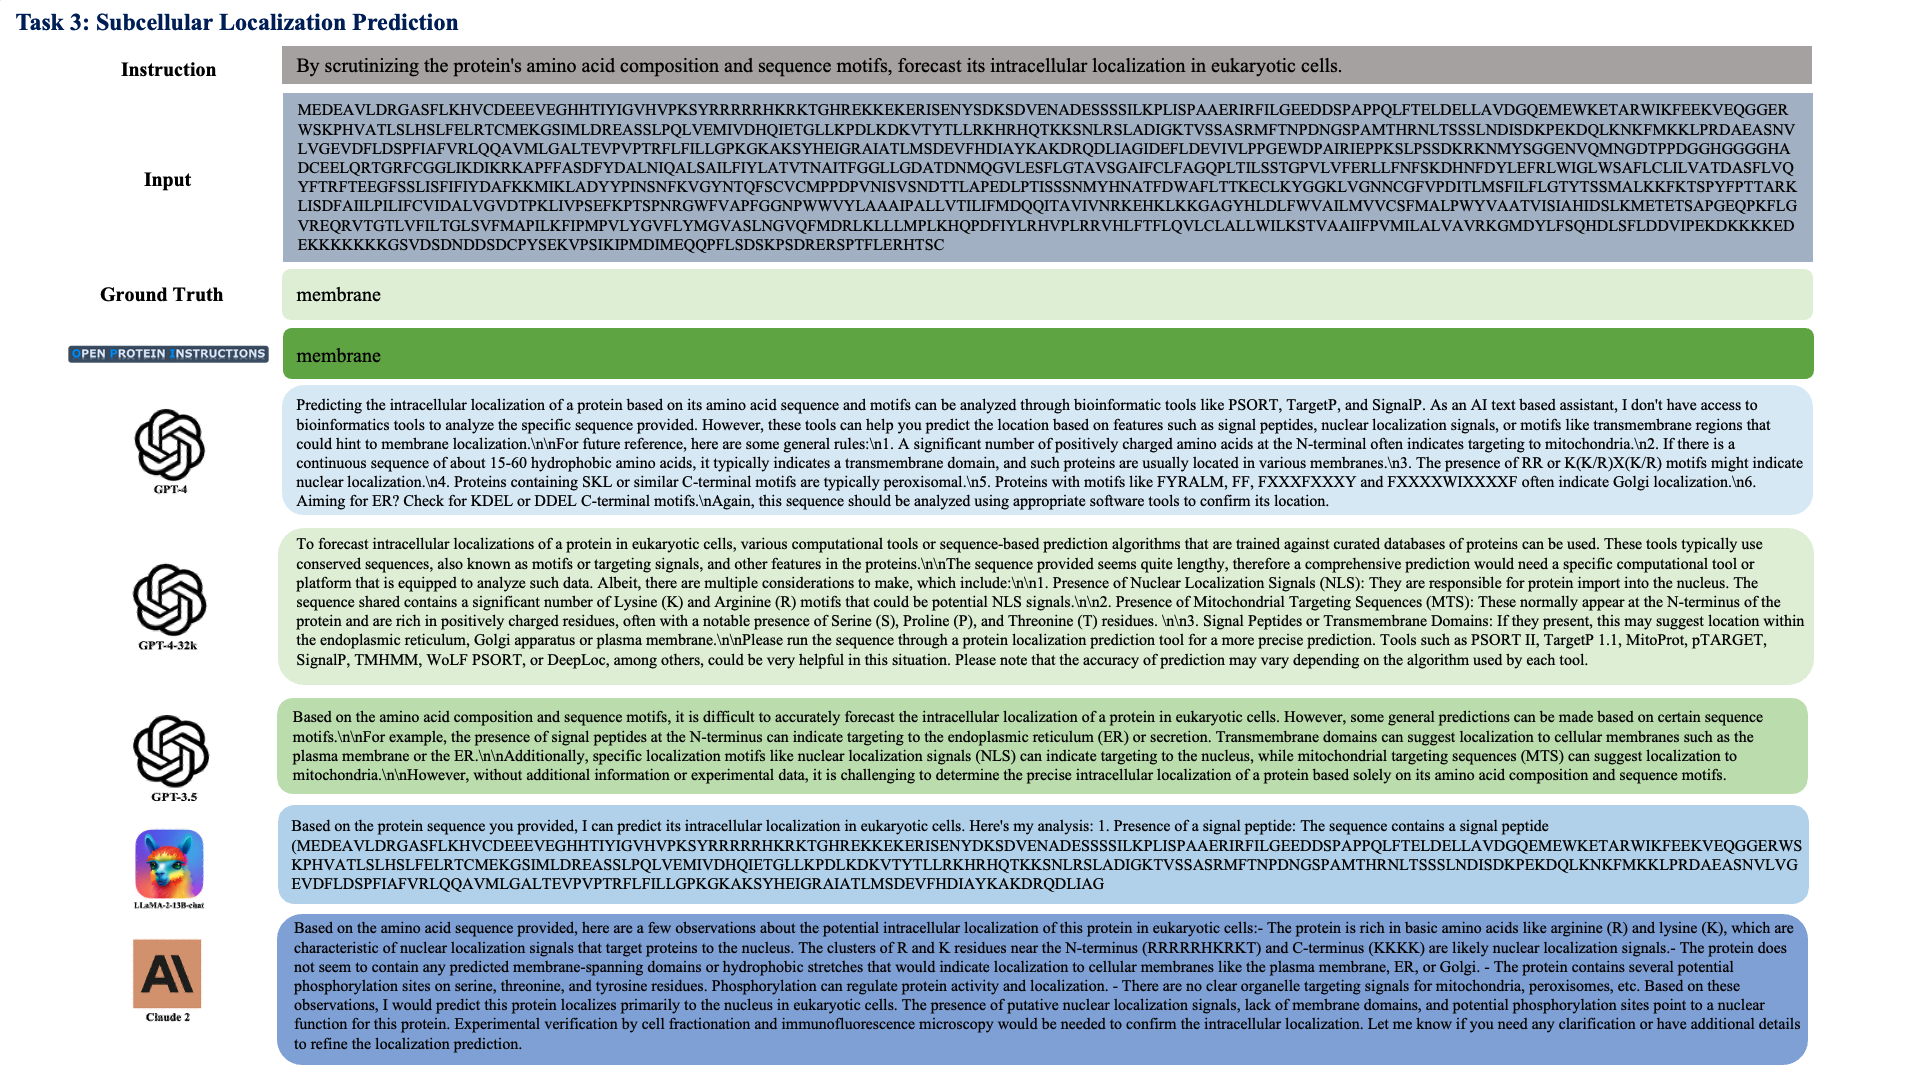 Task 3: Subcellular Localization Prediction
Instruction
By scrutinizing the protein's amino acid composition and sequence motifs, forecast its intracellular localization in eukaryotic cells.
Input
MEDEAVLDRGASFLKHVCDEEEVEGHHTIYIGVHVPKSYRRRRRHKRKTGHREKKEKERISENYSDKSDVENADESSSSILKPLISPAAERIRFILGEEDDSPAPPQLFTELDELLAVDGQEMEWKETARWIKFEEKVEQGGER
WSKPHVATLSLHSLFELRTCMEKGSIMLDREASSLPQLVEMIVDHQIETGLLKPDLKDKVTYTLLRKHRHQTKKSNLRSLADIGKTVSSASRMFTNPDNGSPAMTHRNLTSSSLNDISDKPEKDQLKNKFMKKLPRDAEASNV
LVGEVDFLDSPFIAFVRLQQAVMLGALTEVPVPTRFLFILLGPKGKAKSYHEIGRAIATLMSDEVFHDIAYKAKDRQDLIAGIDEFLDEVIVLPPGEWDPAIRIEPPKSLPSSDKRKNMYSGGENVQMNGDTPPDGGHGGGGHA
DCEELQRTGRFCGGLIKDIKRKAPFFASDFYDALNIQALSAILFIYLATVTNAITFGGLLGDATDNMQGVLESFLGTAVSGAIFCLFAGQPLTILSSTGPVLVFERLLFNFSKDHNFDYLEFRLWIGLWSAFLCLILVATDASFLVQ
YFTRFTEEGFSSLISFIFIYDAFKKMIKLADYYPINSNFKVGYNTQFSCVCMPPDPVNISVSNDTTLAPEDLPTISSSNMYHNATFDWAFLTTKECLKYGGKLVGNNCGFVPDITLMSFILFLGTYTSSMALKKFKTSPYFPTTARK
LISDFAIILPILIFCVIDALVGVDTPKLIVPSEFKPTSPNRGWFVAPFGGNPWWVYLAAAIPALLVTILIFMDQQITAVIVNRKEHKLKKGAGYHLDLFWVAILMVVCSFMALPWYVAATVISIAHIDSLKMETETSAPGEQPKFLG
VREQRVTGTLVFILTGLSVFMAPILKFIPMPVLYGVFLYMGVASLNGVQFMDRLKLLLMPLKHQPDFIYLRHVPLRRVHLFTFLQVLCLALLWILKSTVAAIIFPVMILALVAVRKGMDYLFSQHDLSFLDDVIPEKDKKKKED
EKKKKKKKGSVDSDNDDSDCPYSEKVPSIKIPMDIMEQQPFLSDSKPSDRERSPTFLERHTSC
Ground Truth
membrane
OPEN PROTEIN INSTRUCTIONS
membrane
Predicting the intracellular localization of a protein based on its amino acid sequence and motifs can be analyzed through bioinformatic tools like PSORT, TargetP, and SignalP. As an AI text based assistant, I don't have access to
bioinformatics tools to analyze the specific sequence provided. However, these tools can help you predict the location based on features such as signal peptides, nuclear localization signals, or motifs like transmembrane regions that
could hint to membrane localization.\n\nFor future reference, here are some general rules:\n1. A significant number of positively charged amino acids at the N-terminal often indicates targeting to mitochondria.\n2. If there is a
continuous sequence of about 15-60 hydrophobic amino acids, it typically indicates a transmembrane domain, and such proteins are usually located in various membranes.\n3. The presence of RR or K(K/R)X(K/R) motifs might indicate
nuclear localization.\n4. Proteins containing SKL or similar C-terminal motifs are typically peroxisomal.\n5. Proteins with motifs like FYRALM, FF, FXXXFXXXY and FXXXXWIXXXXF often indicate Golgi localization.\n6.
Aiming for ER? Check for KDEL or DDEL C-terminal motifs.\nAgain, this sequence should be analyzed using appropriate software tools to confirm its location.
GPT-4
To forecast intracellular localizations of a protein in eukaryotic cells, various computational tools or sequence-based prediction algorithms that are trained against curated databases of proteins can be used. These tools typically use
conserved sequences, also known as motifs or targeting signals, and other features in the proteins.\n\nThe sequence provided seems quite lengthy, therefore a comprehensive prediction would need a specific computational tool or
platform that is equipped to analyze such data. Albeit, there are multiple considerations to make, which include:\n\n1. Presence of Nuclear Localization Signals (NLS): They are responsible for protein import into the nucleus. The
sequence shared contains a significant number of Lysine (K) and Arginine (R) motifs that could be potential NLS signals.\n\n2. Presence of Mitochondrial Targeting Sequences (MTS): These normally appear at the N-terminus of the
protein and are rich in positively charged residues, often with a notable presence of Serine (S), Proline (P), and Threonine (T) residues. \n\n3. Signal Peptides or Transmembrane Domains: If they present, this may suggest location within
the endoplasmic reticulum, Golgi apparatus or plasma membrane.\n\nPlease run the sequence through a protein localization prediction tool for a more precise prediction. Tools such as PSORT II, TargetP 1.1, MitoProt, pTARGET,
SignalP, TMHMM, WoLF PSORT, or DeepLoc, among others, could be very helpful in this situation. Please note that the accuracy of prediction may vary depending on the algorithm used by each tool.
GPT-4-32k
Based on the amino acid composition and sequence motifs, it is difficult to accurately forecast the intracellular localization of a protein in eukaryotic cells. However, some general predictions can be made based on certain sequence
motifs.\n\nFor example, the presence of signal peptides at the N-terminus can indicate targeting to the endoplasmic reticulum (ER) or secretion. Transmembrane domains can suggest localization to cellular membranes such as the
plasma membrane or the ER.\n\nAdditionally, specific localization motifs like nuclear localization signals (NLS) can indicate targeting to the nucleus, while mitochondrial targeting sequences (MTS) can suggest localization to
mitochondria.\n\nHowever, without additional information or experimental data, it is challenging to determine the precise intracellular localization of a protein based solely on its amino acid composition and sequence motifs.
GPT-3.5
Based on the protein sequence you provided, I can predict its intracellular localization in eukaryotic cells. Here's my analysis: 1. Presence of a signal peptide: The sequence contains a signal peptide
(MEDEAVLDRGASFLKHVCDEEEVEGHHTIYIGVHVPKSYRRRRRHKRKTGHREKKEKERISENYDKSDVENADESSSSILKPLISPAAERIRFILGEEDDSPAPPQLFTELDELLAVDGQEMEWKETARWIKFEEKVEQGGERWS
KPHVATLSLHSLFELRTCMEKGSIMLDREASSLPQLVEMIVDHQIETGLLKPDLKDKVTYTLLRKHRHQTKKSNLRSLADIGKTVSSASRMFTNPDNGSPAMTHRNLTSSSLNDISDKPEKDQLKNKFMKKLPRDAEASNVLVG
EVDFLDSPFIAFVRLQQAVMLGALTEVPVPTRFLFILLGPKGKAKSYHEIGRAIATLMSDEVFHDIAYKAKDRQDLIAG
LLaMA-2-13B-chat
Based on the amino acid sequence provided, here are a few observations about the potential intracellular localization of this protein in eukaryotic cells:- The protein is rich in basic amino acids like arginine (R) and lysine (K), which are
characteristic of nuclear localization signals that target proteins to the nucleus. The clusters of R and K residues near the N-terminus (RRRRRHKRKT) and C-terminus (KKKK) are likely nuclear localization signals.- The protein does
not seem to contain any predicted membrane-spanning domains or hydrophobic stretches that would indicate localization to cellular membranes like the plasma membrane, ER, or Golgi. - The protein contains several potential
phosphorylation sites on serine, threonine, and tyrosine residues. Phosphorylation can regulate protein activity and localization. - There are no clear organelle targeting signals for mitochondria, peroxisomes, etc. Based on these
observations, I would predict this protein localizes primarily to the nucleus in eukaryotic cells. The presence of putative nuclear localization signals, lack of membrane domains, and potential phosphorylation sites point to a nuclear
function for this protein. Experimental verification by cell fractionation and immunofluorescence microscopy would be needed to confirm the intracellular localization. Let me know if you need any clarification or have additional details
to refine the localization prediction.
Claude 2